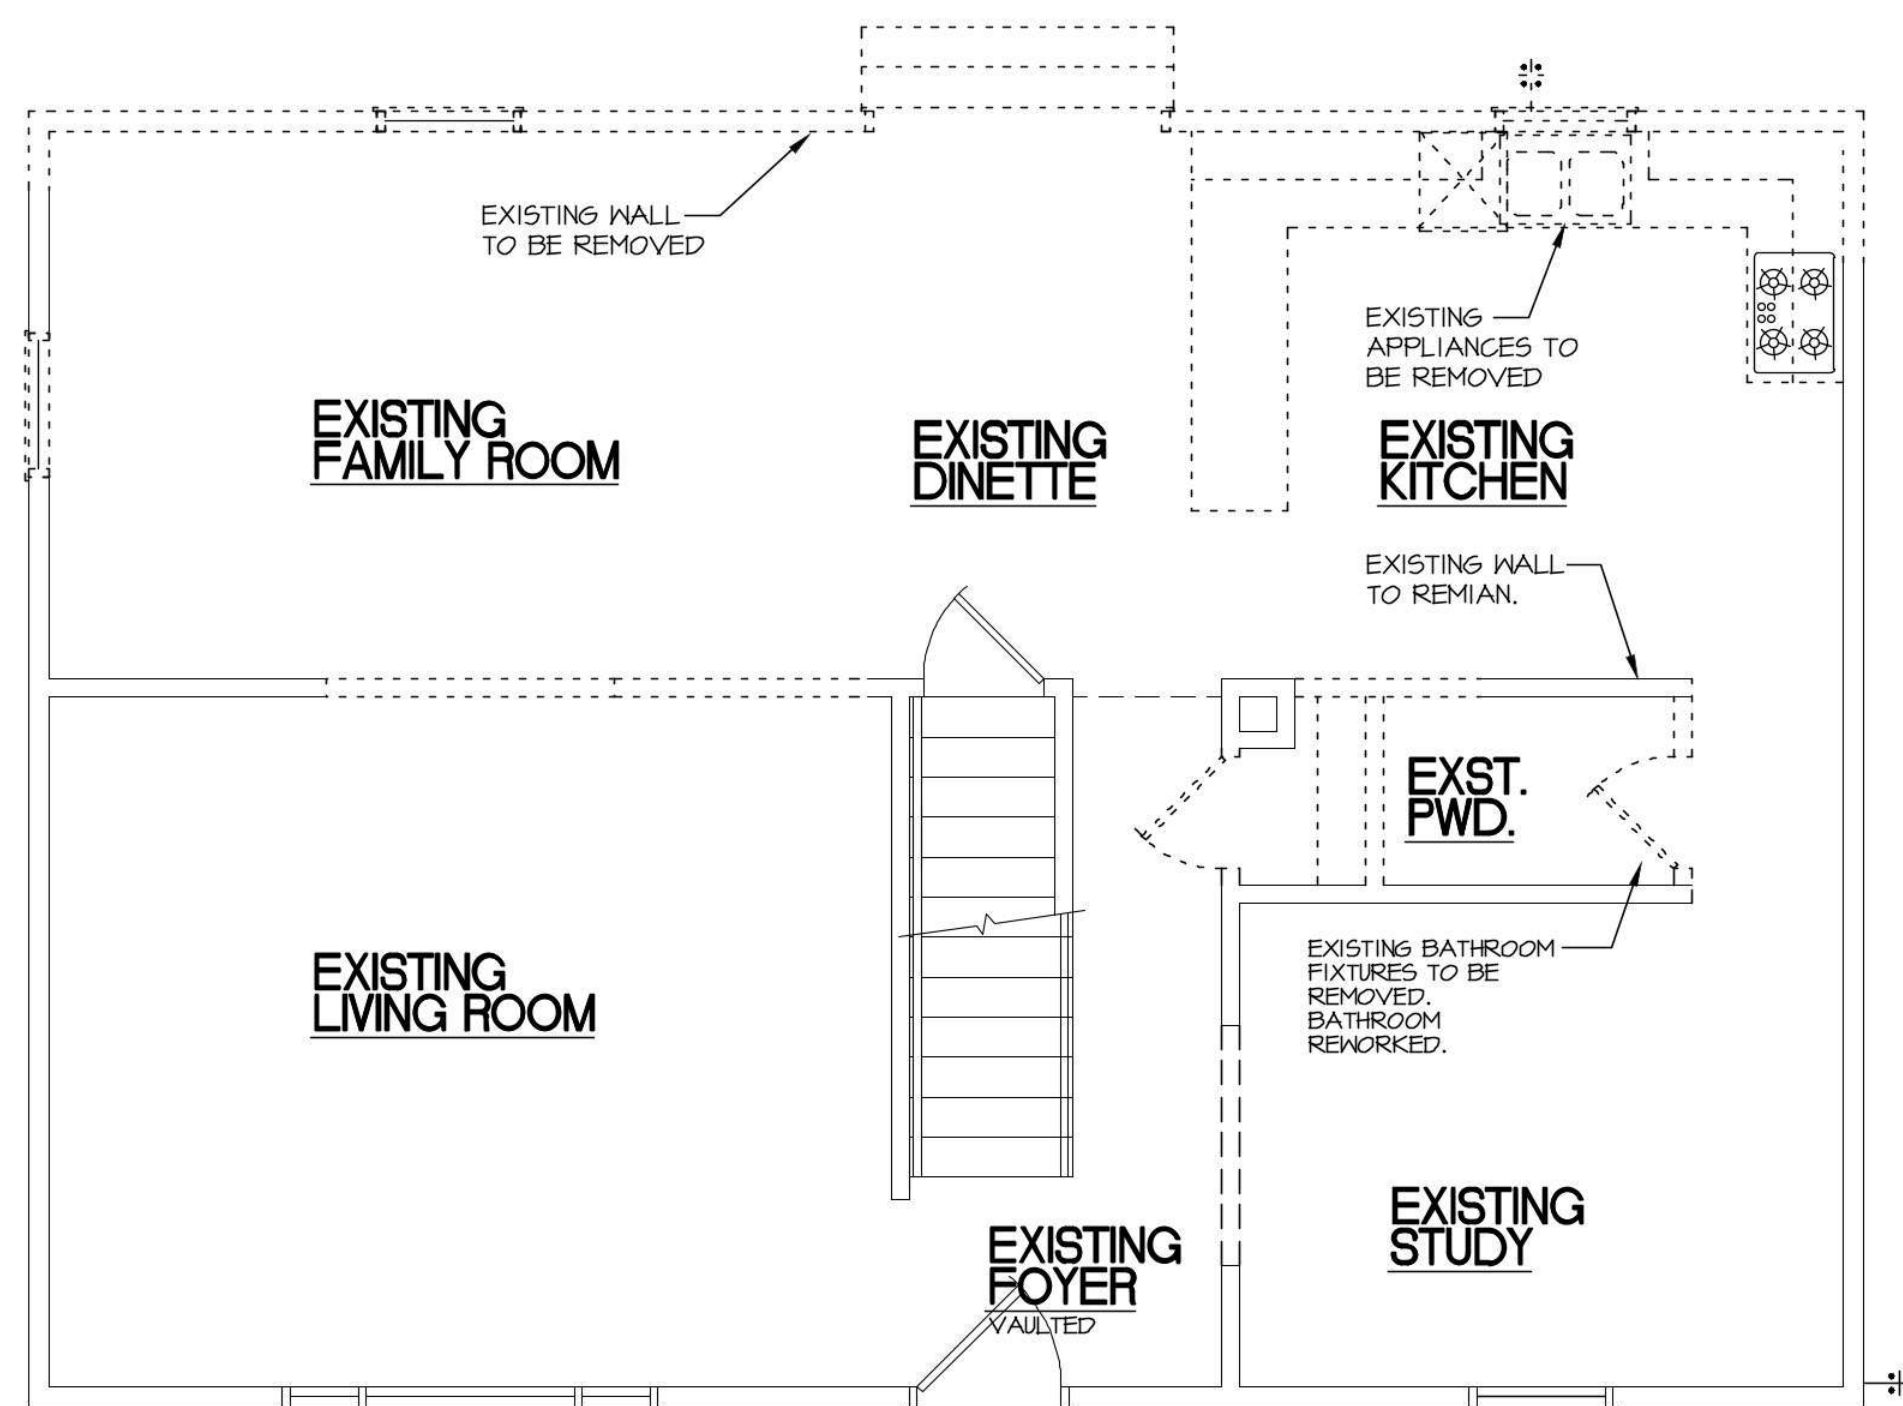 EXISTING WALL
TO BE REMOVED
EXISTING
APPLIANCES TO
BE REMOVED
EXISTING
FAMILY ROOM
EXISTING
DINETTE
EXISTING
KITCHEN
EXISTING WALL
TO REMIAN.
EXST.
PWD.
EXISTING BATHROOM
FIXTURES TO BE
REMOVED.
BATHROOM
REWORKED.
EXISTING
LIVING ROOM
EXISTING
FOYER
VAULTED
EXISTING
STUDY